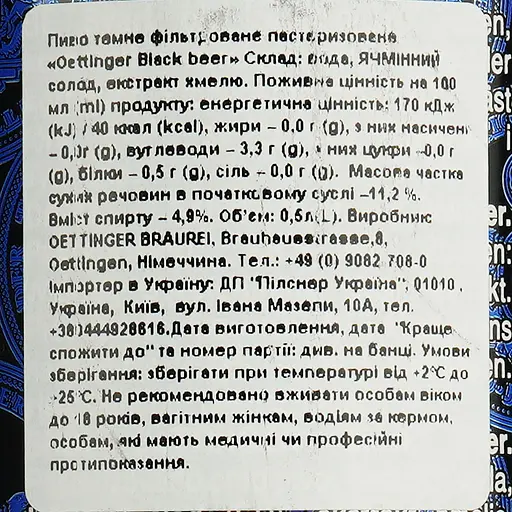 Пиво темне фільтроване пастеризоване
«Oettinger Black beer» Склад: вода, ЯЧМІННИЙ
солод, екстракт хмелю. Поживна цінність на 100
мл (ml) продукту: енергетична цінність: 170 кДж
(kJ) / 40 ккал (kcal), жири – 0,0 г (g), з них насичені
– 0,0г (g), вуглеводи – 3,3 г (g), з них цукри –0,0 г
(g), білки – 0,5 г (g), сіль – 0,0 г (g). Масова частка
сухих речовин в початковому суслі –11,2 %.
Вміст спирту – 4,9%. Об'єм: 0,5л(L). Виробник:
OETTINGER BRAUREI, Brauhausstrasse,8,
Oettingen, Німеччина. Тел.: +49 (0) 9082 708-0
Імпортер в Україну: ДП "Пілснер Україна", 01010,
Україна, Київ, вул. Івана Мазепи, 10А, тел.
+380444928616.Дата виготовлення, дата "Краще
спожити до" та номер партії: див. на банці. Умови
зберігання: зберігати при температурі від +2°C до
+25°C. Не рекомендовано вживати особам віком
до 18 років, вагітним жінкам, водіям за кермом,
особам, які мають медичні чи професійні
протипоказання.